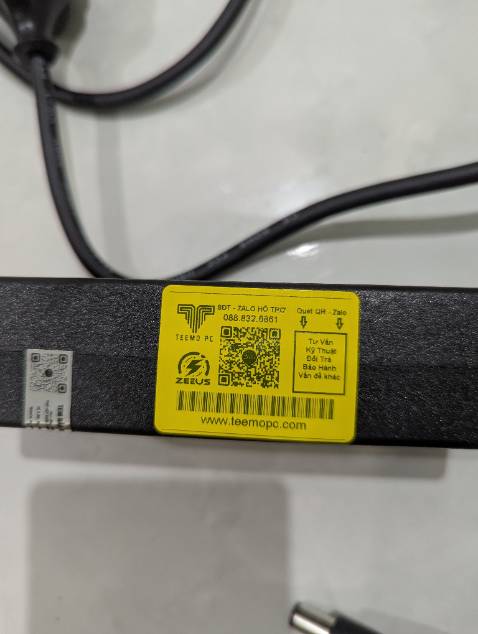 SĐT - ZALO HỖ TRỢ
088.832.6861
TEEMO PC
Quét QR - Zalo
Tư Vấn
Kỹ Thuật
Đổi Trả
Bảo Hành
Vấn đề khác
ZEEUS
www.teemopc.com